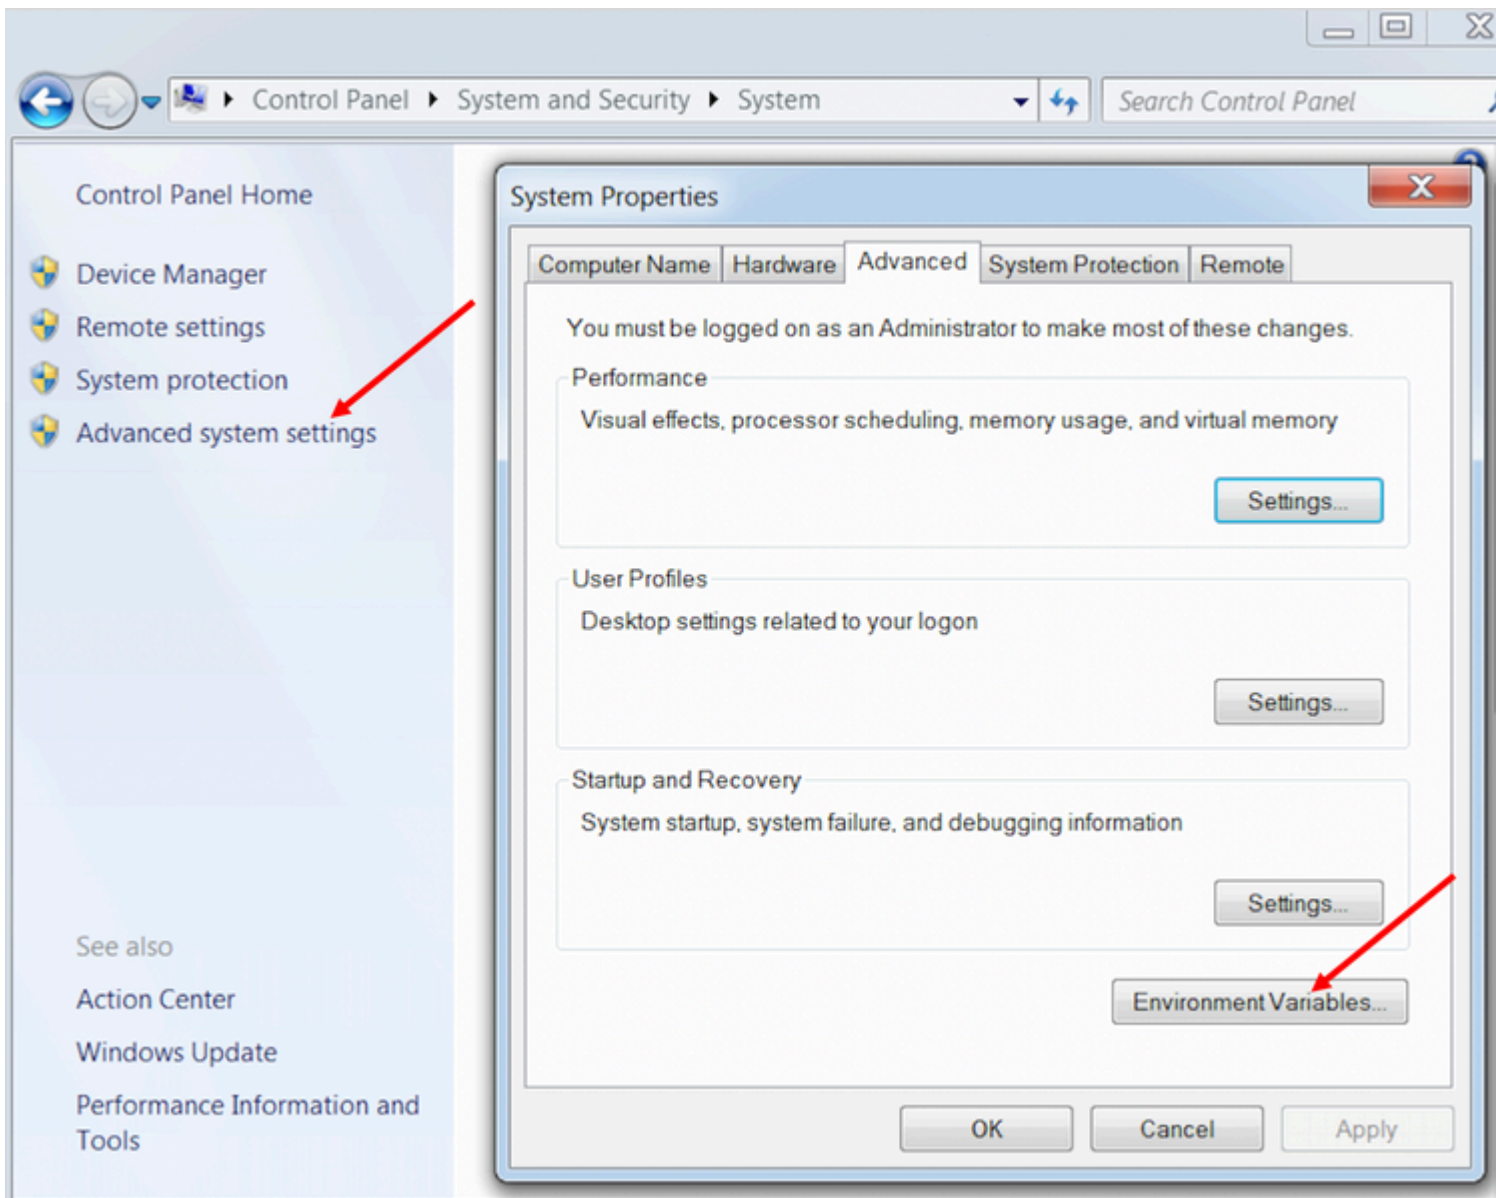 Control Panel System and Security System
Search Control Panel
Control Panel Home
Device Manager
Remote settings
System protection
Advanced system settings
See also
Action Center
Windows Update
Performance Information and
Tools
System Properties
Computer Name Hardware Advanced System Protection Remote
You must be logged on as an Administrator to make most of these changes.
Performance
Visual effects, processor scheduling, memory usage, and virtual memory
Settings...
User Profiles
Desktop settings related to your logon
Settings...
Startup and Recovery
System startup, system failure, and debugging information
Settings...
Environment Variables...
OK Cancel Apply